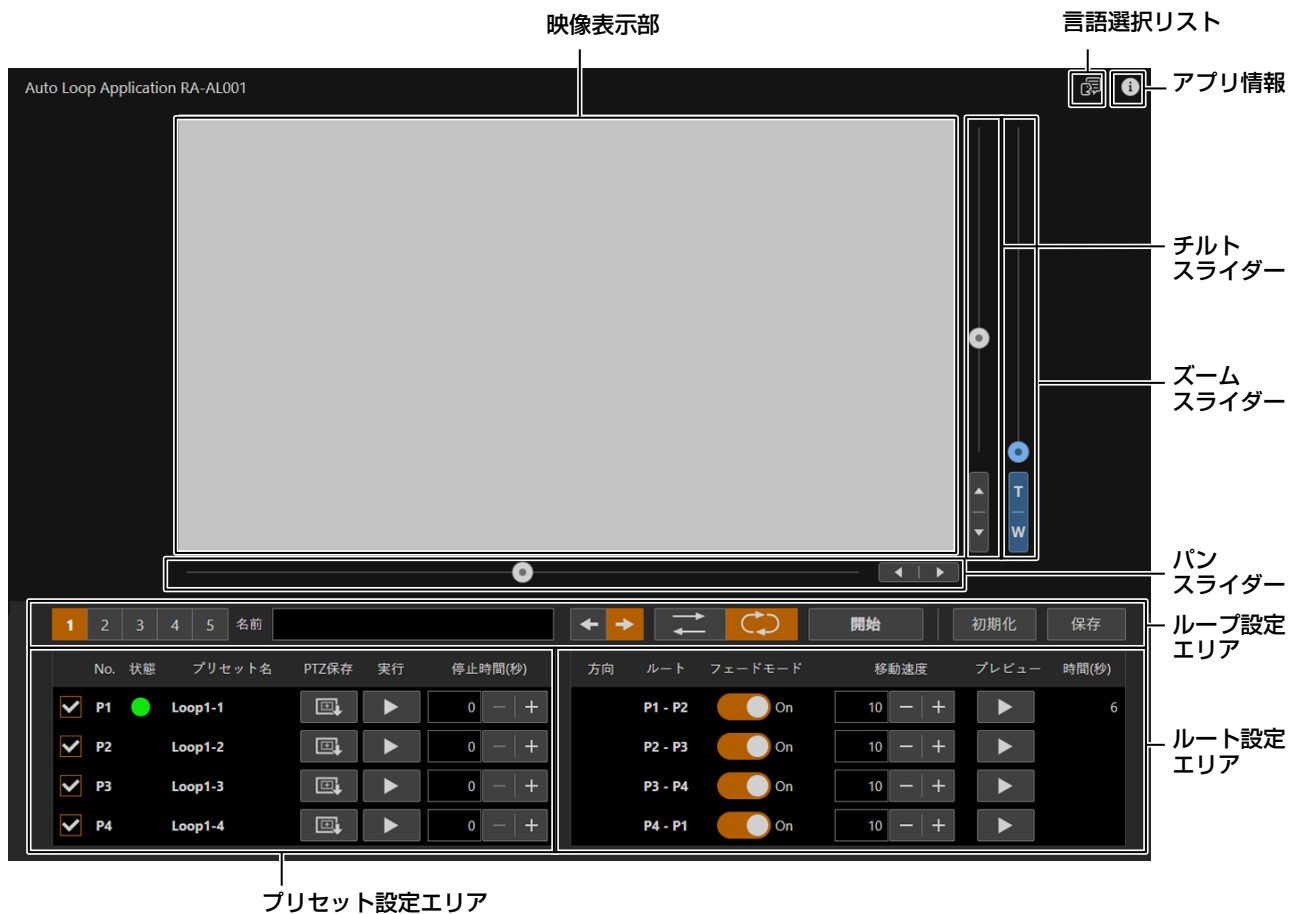 映像表示部
言語選択リスト
Auto Loop Application RA-AL001
アプリ情報
チルト
スライダー
ズーム
スライダー
T
W
パン
スライダー
1 2 3 4 5 名前 開始 初期化 保存
ループ設定
エリア
No. 状態 プリセット名 PTZ保存 実行 停止時間(秒) 方向 ルート フェードモード 移動速度 プレビュー 時間(秒)
P1 Loop1-1 0 P1 - P2 On 10 6
P2 Loop1-2 0 P2 - P3 On 10
ルート設定
エリア
P3 Loop1-3 0 P3 - P4 On 10
P4 Loop1-4 0 P4 - P1 On 10
プリセット設定エリア